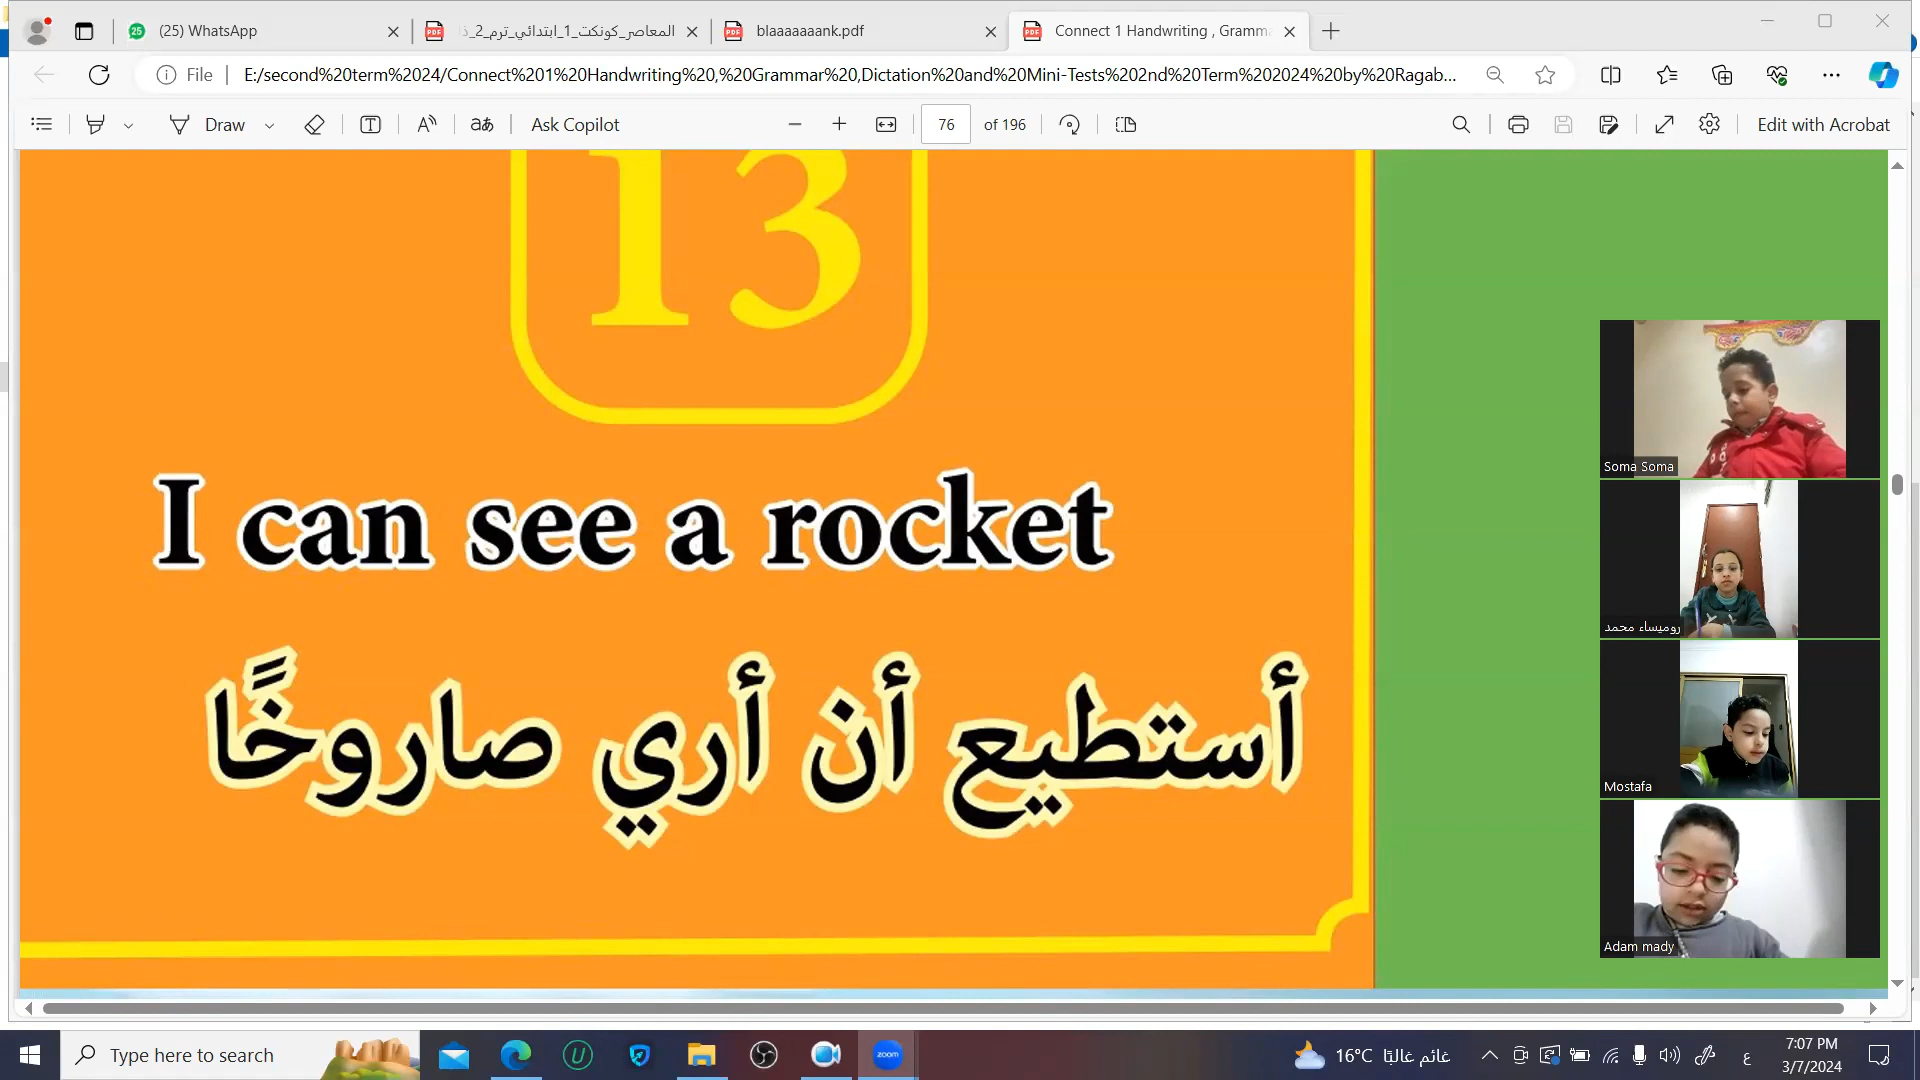 (25) WhatsApp
المعاصر_كونكت_1_ابتدائي_ترم_2_ذ
blaaaaaaank.pdf
Connect 1 Handwriting , Gramm
File
E:/second%20term%2024/Connect%201%20Handwriting%20,%20Grammar%20,Dictation%20and%20Mini-Tests%202nd%20Term%202024%20by%20Ragab...
Draw
Ask Copilot
76
of 196
Edit with Acrobat
13
I can see a rocket
أستطيع أن أري صاروخًا
Soma Soma
روميساء محمد
Mostafa
Adam mady
Type here to search
zoom
16°C غائم غالبًا
ع
7:07 PM
3/7/2024